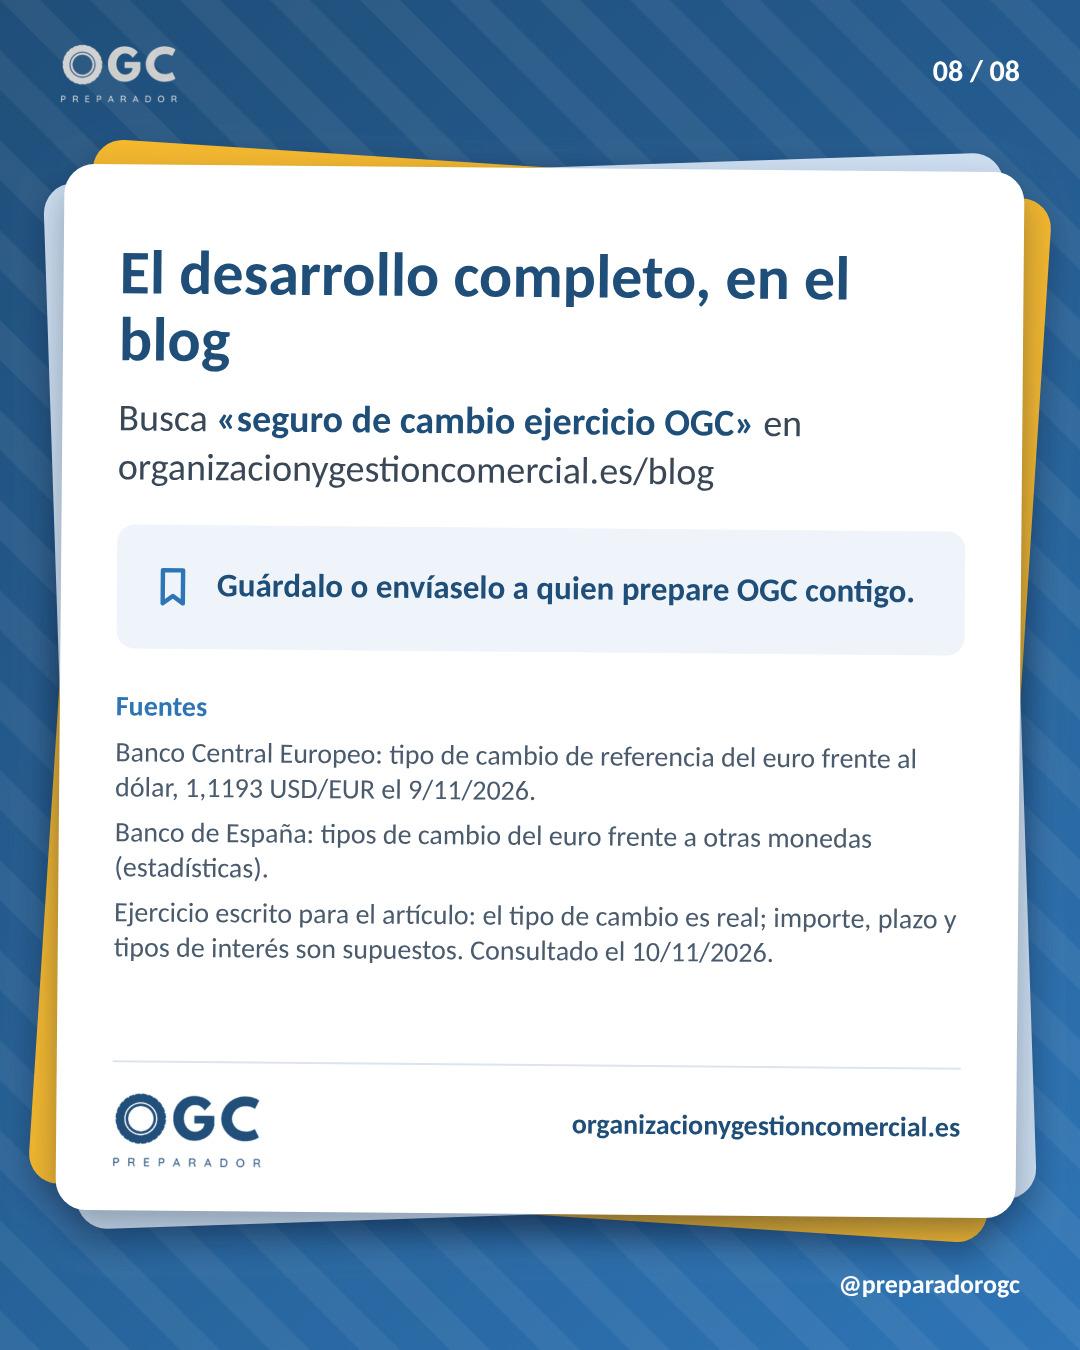 OGC
PREPARADOR
08 / 08
El desarrollo completo, en el
blog
Busca «seguro de cambio ejercicio OGC» en
organizacionygestioncomercial.es/blog
Guárdalo o envíaselo a quien prepare OGC contigo.
Fuentes
Banco Central Europeo: tipo de cambio de referencia del euro frente al
dólar, 1,1193 USD/EUR el 9/11/2026.
Banco de España: tipos de cambio del euro frente a otras monedas
(estadísticas).
Ejercicio escrito para el artículo: el tipo de cambio es real; importe, plazo y
tipos de interés son supuestos. Consultado el 10/11/2026.
OGC
PREPARADOR
organizacionygestioncomercial.es
@preparadorogc